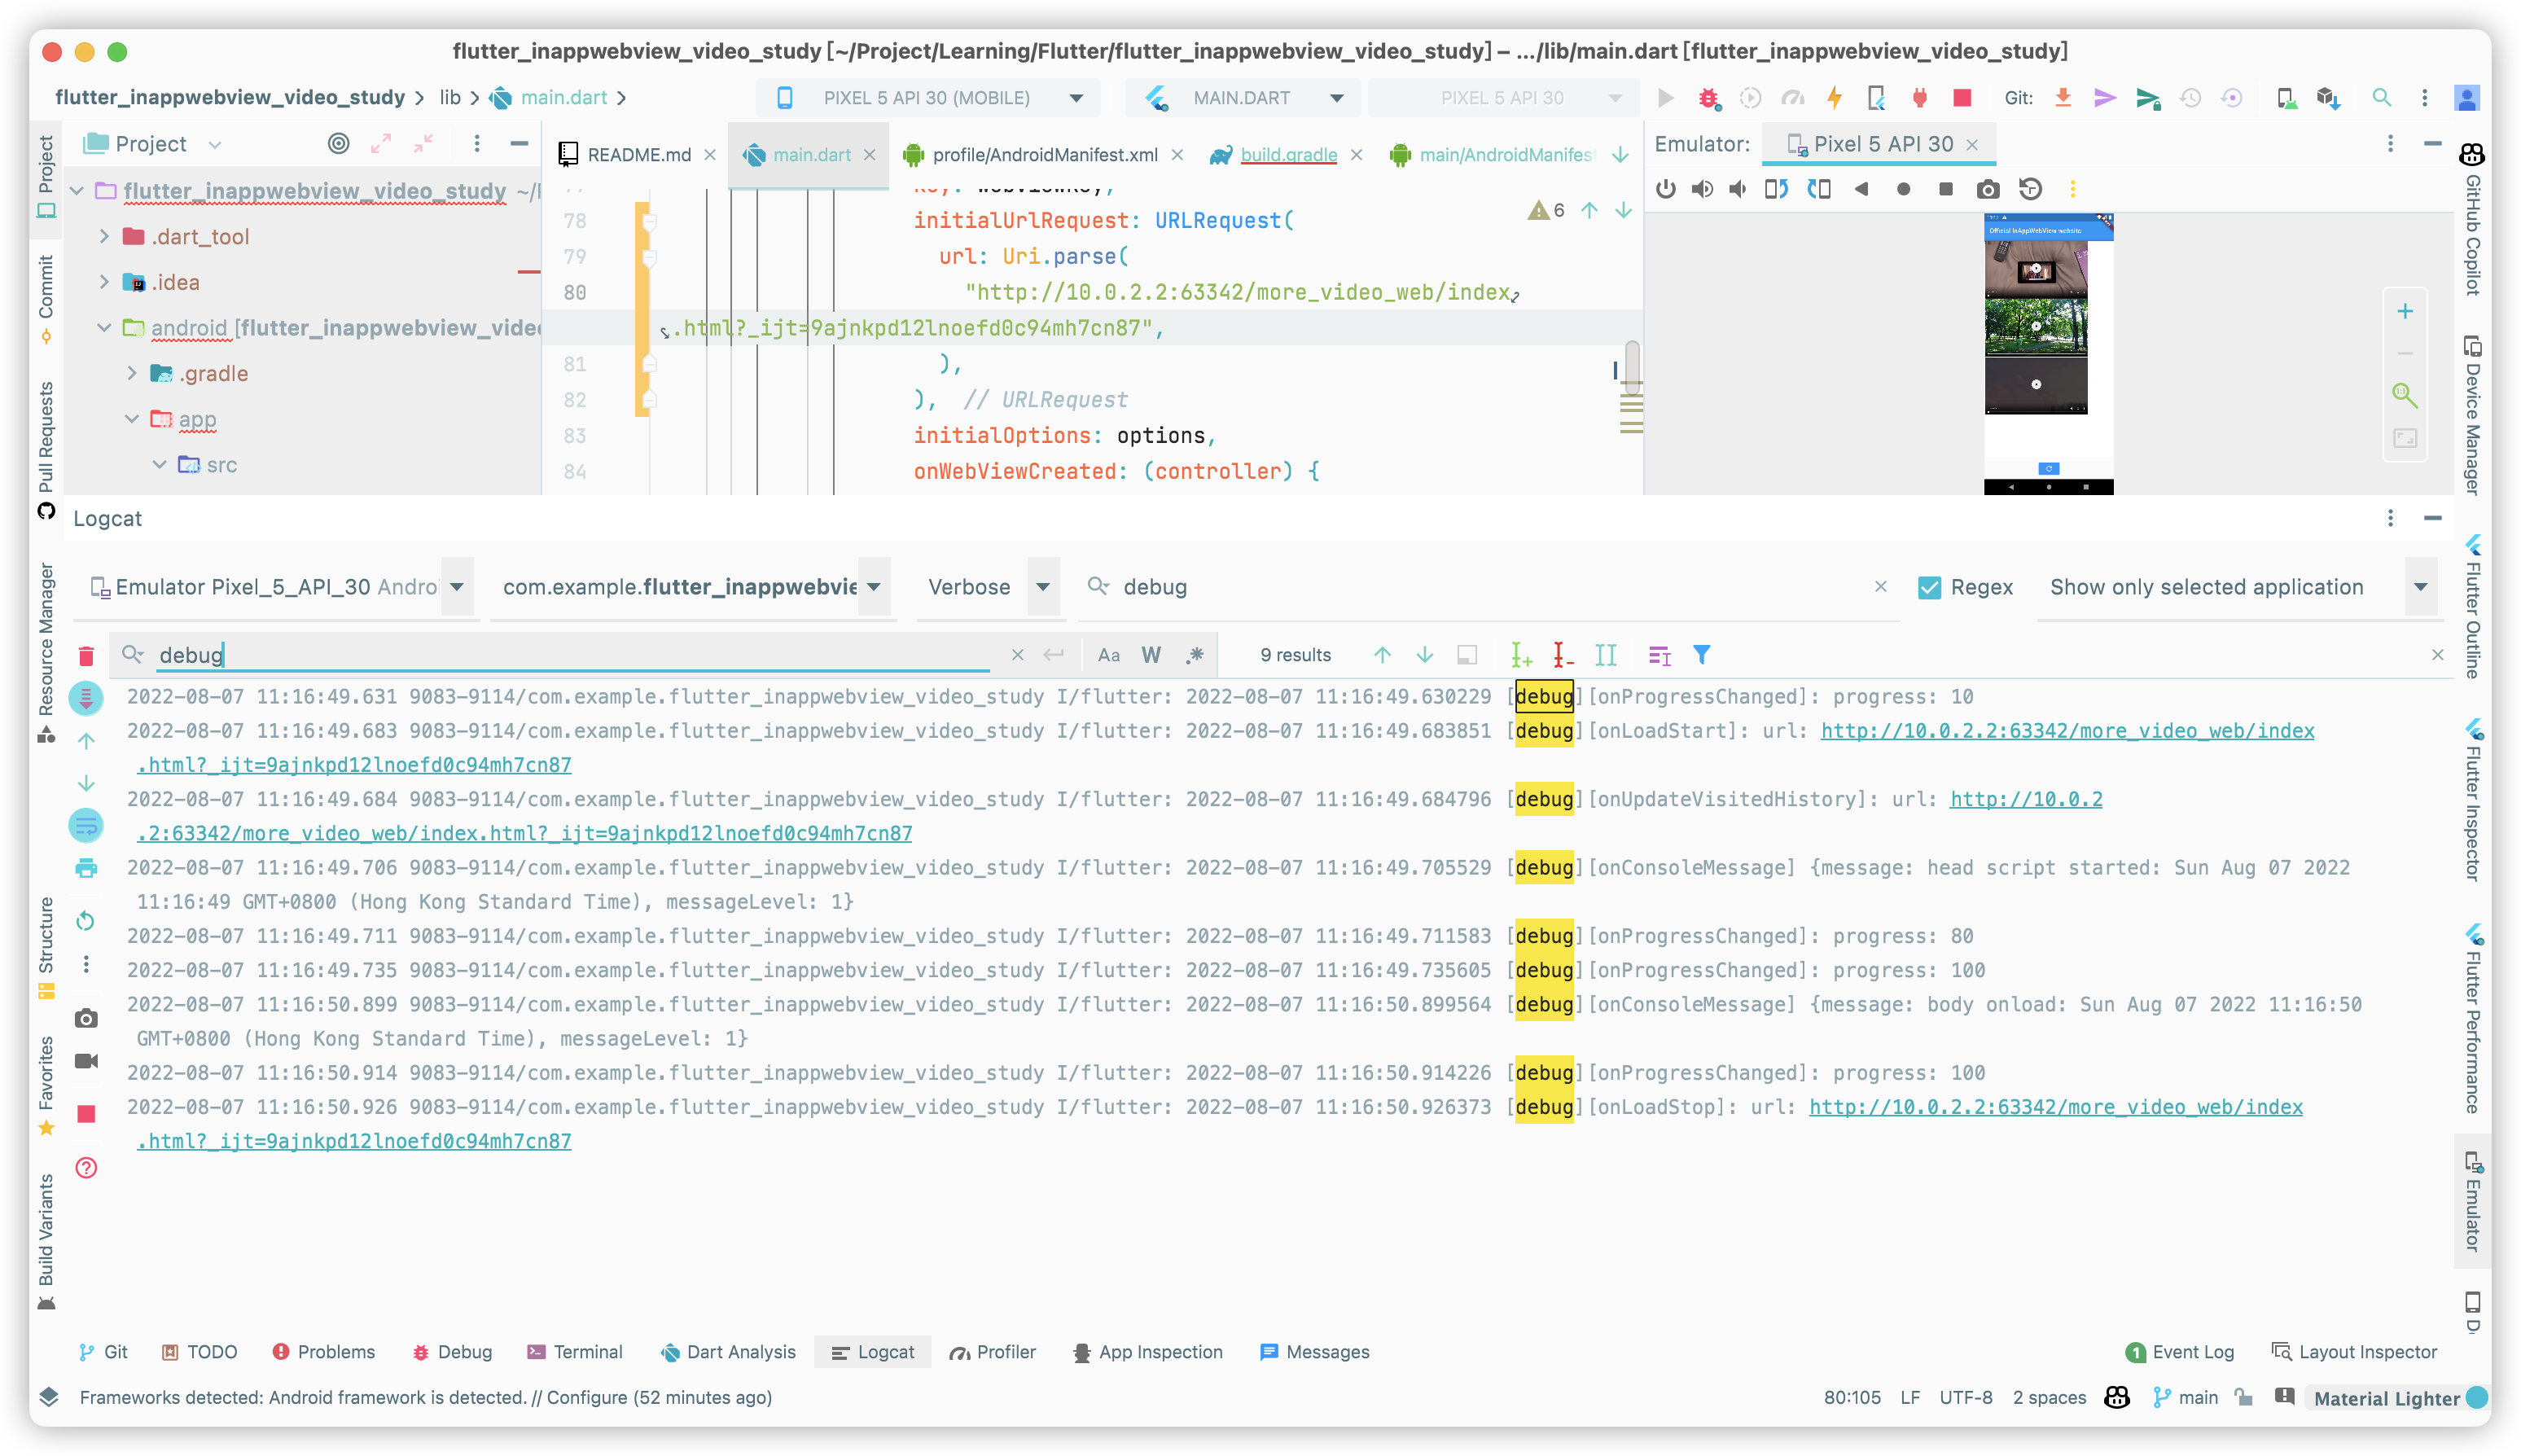 flutter_inappwebview_video_study [~/Project/Learning/Flutter/flutter_inappwebview_video_study] – .../lib/main.dart [flutter_inappwebview_video_study]
flutter_inappwebview_video_study > lib > main.dart >
PIXEL 5 API 30 (MOBILE)
MAIN.DART
PIXEL 5 API 30
Git:
Project
README.md
main.dart
profile/AndroidManifest.xml
build.gradle
main/AndroidManifes
Emulator:
Pixel 5 API 30
flutter_inappwebview_video_study
.dart_tool
.idea
android [flutter_inappwebview_vide
.gradle
app
src
key: webViewKey,
78 initialUrlRequest: URLRequest(
79 url: Uri.parse(
80 "http://10.0.2.2:63342/more_video_web/index
.html?_ijt=9ajnkpd12lnoefd0c94mh7cn87",
81 ),
82 ), // URLRequest
83 initialOptions: options,
84 onWebViewCreated: (controller) {
6
Official InAppWebView website
Project
Commit
Pull Requests
Resource Manager
Structure
Favorites
Build Variants
GitHub Copilot
Device Manager
Flutter Outline
Flutter Inspector
Flutter Performance
Emulator
Logcat
Emulator Pixel_5_API_30 Andro
com.example.flutter_inappwebvie
Verbose
debug
Regex
Show only selected application
debug
Aa
W
.*
9 results
2022-08-07 11:16:49.631 9083-9114/com.example.flutter_inappwebview_video_study I/flutter: 2022-08-07 11:16:49.630229 [debug][onProgressChanged]: progress: 10
2022-08-07 11:16:49.683 9083-9114/com.example.flutter_inappwebview_video_study I/flutter: 2022-08-07 11:16:49.683851 [debug][onLoadStart]: url: http://10.0.2.2:63342/more_video_web/index
.html?_ijt=9ajnkpd12lnoefd0c94mh7cn87
2022-08-07 11:16:49.684 9083-9114/com.example.flutter_inappwebview_video_study I/flutter: 2022-08-07 11:16:49.684796 [debug][onUpdateVisitedHistory]: url: http://10.0.2
.2:63342/more_video_web/index.html?_ijt=9ajnkpd12lnoefd0c94mh7cn87
2022-08-07 11:16:49.706 9083-9114/com.example.flutter_inappwebview_video_study I/flutter: 2022-08-07 11:16:49.705529 [debug][onConsoleMessage] {message: head script started: Sun Aug 07 2022
11:16:49 GMT+0800 (Hong Kong Standard Time), messageLevel: 1}
2022-08-07 11:16:49.711 9083-9114/com.example.flutter_inappwebview_video_study I/flutter: 2022-08-07 11:16:49.711583 [debug][onProgressChanged]: progress: 80
2022-08-07 11:16:49.735 9083-9114/com.example.flutter_inappwebview_video_study I/flutter: 2022-08-07 11:16:49.735605 [debug][onProgressChanged]: progress: 100
2022-08-07 11:16:50.899 9083-9114/com.example.flutter_inappwebview_video_study I/flutter: 2022-08-07 11:16:50.899564 [debug][onConsoleMessage] {message: body onload: Sun Aug 07 2022 11:16:50
GMT+0800 (Hong Kong Standard Time), messageLevel: 1}
2022-08-07 11:16:50.914 9083-9114/com.example.flutter_inappwebview_video_study I/flutter: 2022-08-07 11:16:50.914226 [debug][onProgressChanged]: progress: 100
2022-08-07 11:16:50.926 9083-9114/com.example.flutter_inappwebview_video_study I/flutter: 2022-08-07 11:16:50.926373 [debug][onLoadStop]: url: http://10.0.2.2:63342/more_video_web/index
.html?_ijt=9ajnkpd12lnoefd0c94mh7cn87
Git
TODO
Problems
Debug
Terminal
Dart Analysis
Logcat
Profiler
App Inspection
Messages
1 Event Log
Layout Inspector
Frameworks detected: Android framework is detected. // Configure (52 minutes ago)
80:105
LF
UTF-8
2 spaces
main
Material Lighter